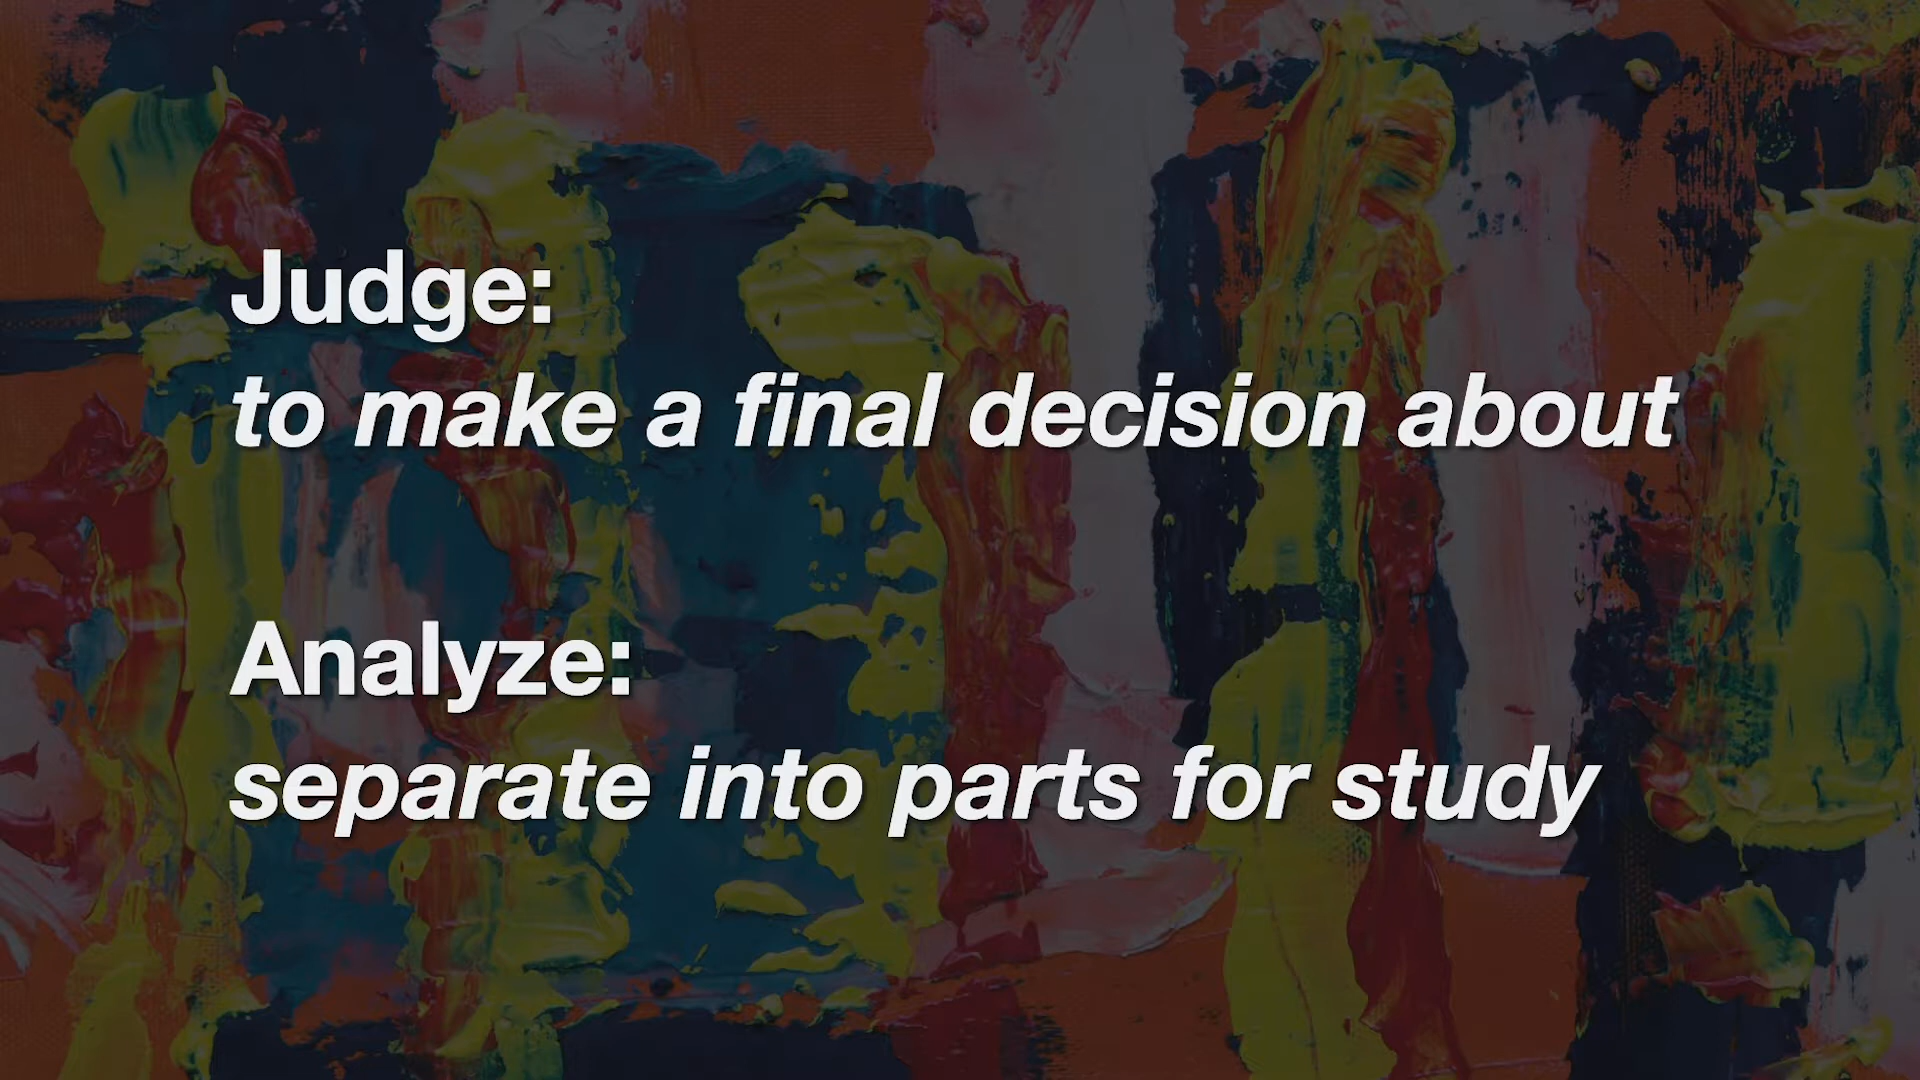 Judge:
to make a final decision about
Analyze:
separate into parts for study